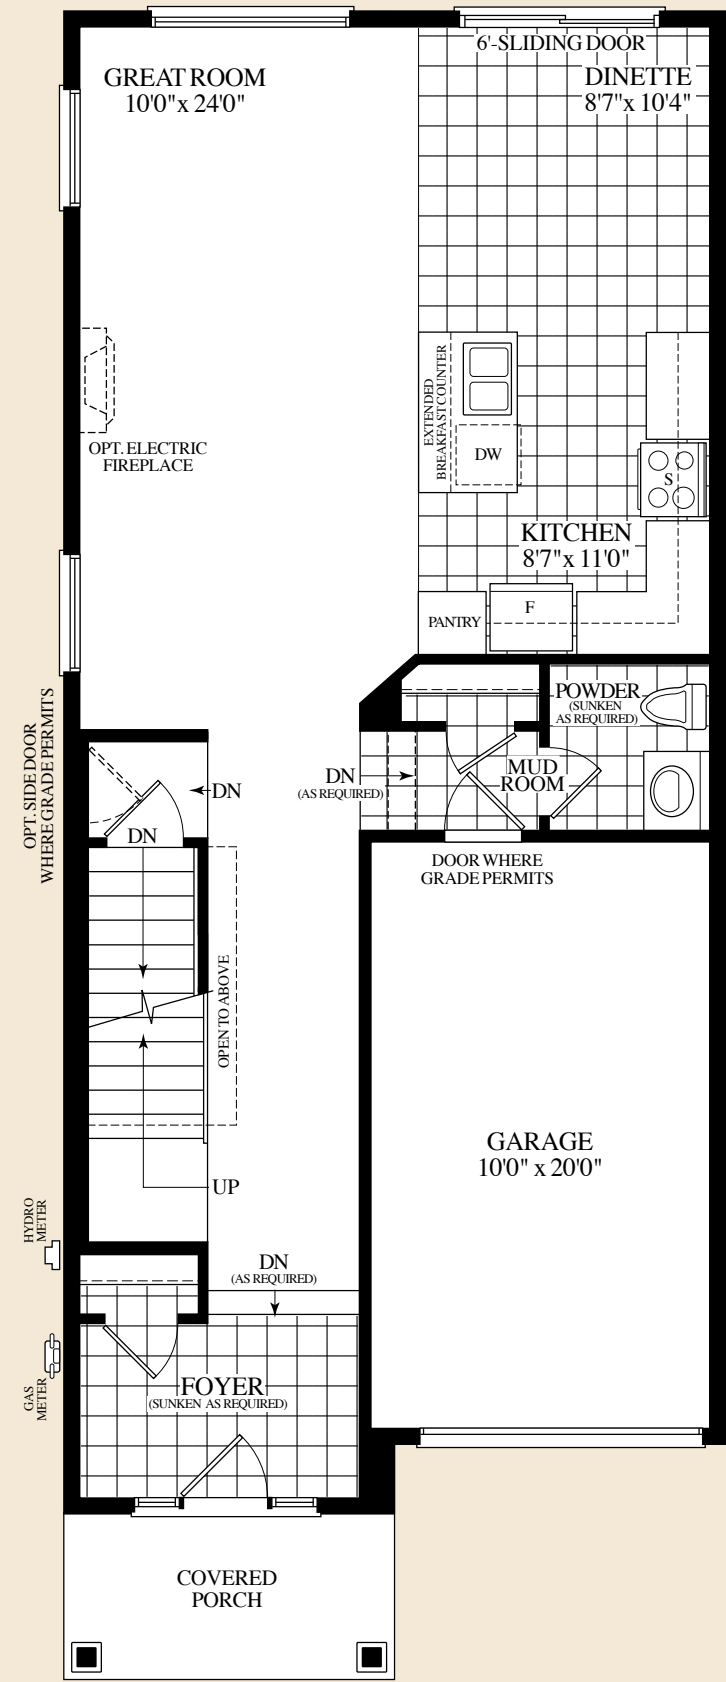 6'-SLIDING DOOR
GREAT ROOM
10'0"x 24'0"
DINETTE
8'7"x 10'4"
EXTENDED
BREAKFAST COUNTER
DW
OPT. ELECTRIC
FIREPLACE
S
KITCHEN
8'7"x 11'0"
F
PANTRY
OPT. SIDE DOOR
WHERE GRADE PERMITS
POWDER
(SUNKEN
AS REQUIRED)
MUD
ROOM
DN
(AS REQUIRED)
DN
DN
DOOR WHERE
GRADE PERMITS
OPEN TO ABOVE
GARAGE
10'0" x 20'0"
UP
HYDRO
METER
DN
(AS REQUIRED)
GAS
METER
FOYER
(SUNKEN AS REQUIRED)
COVERED
PORCH